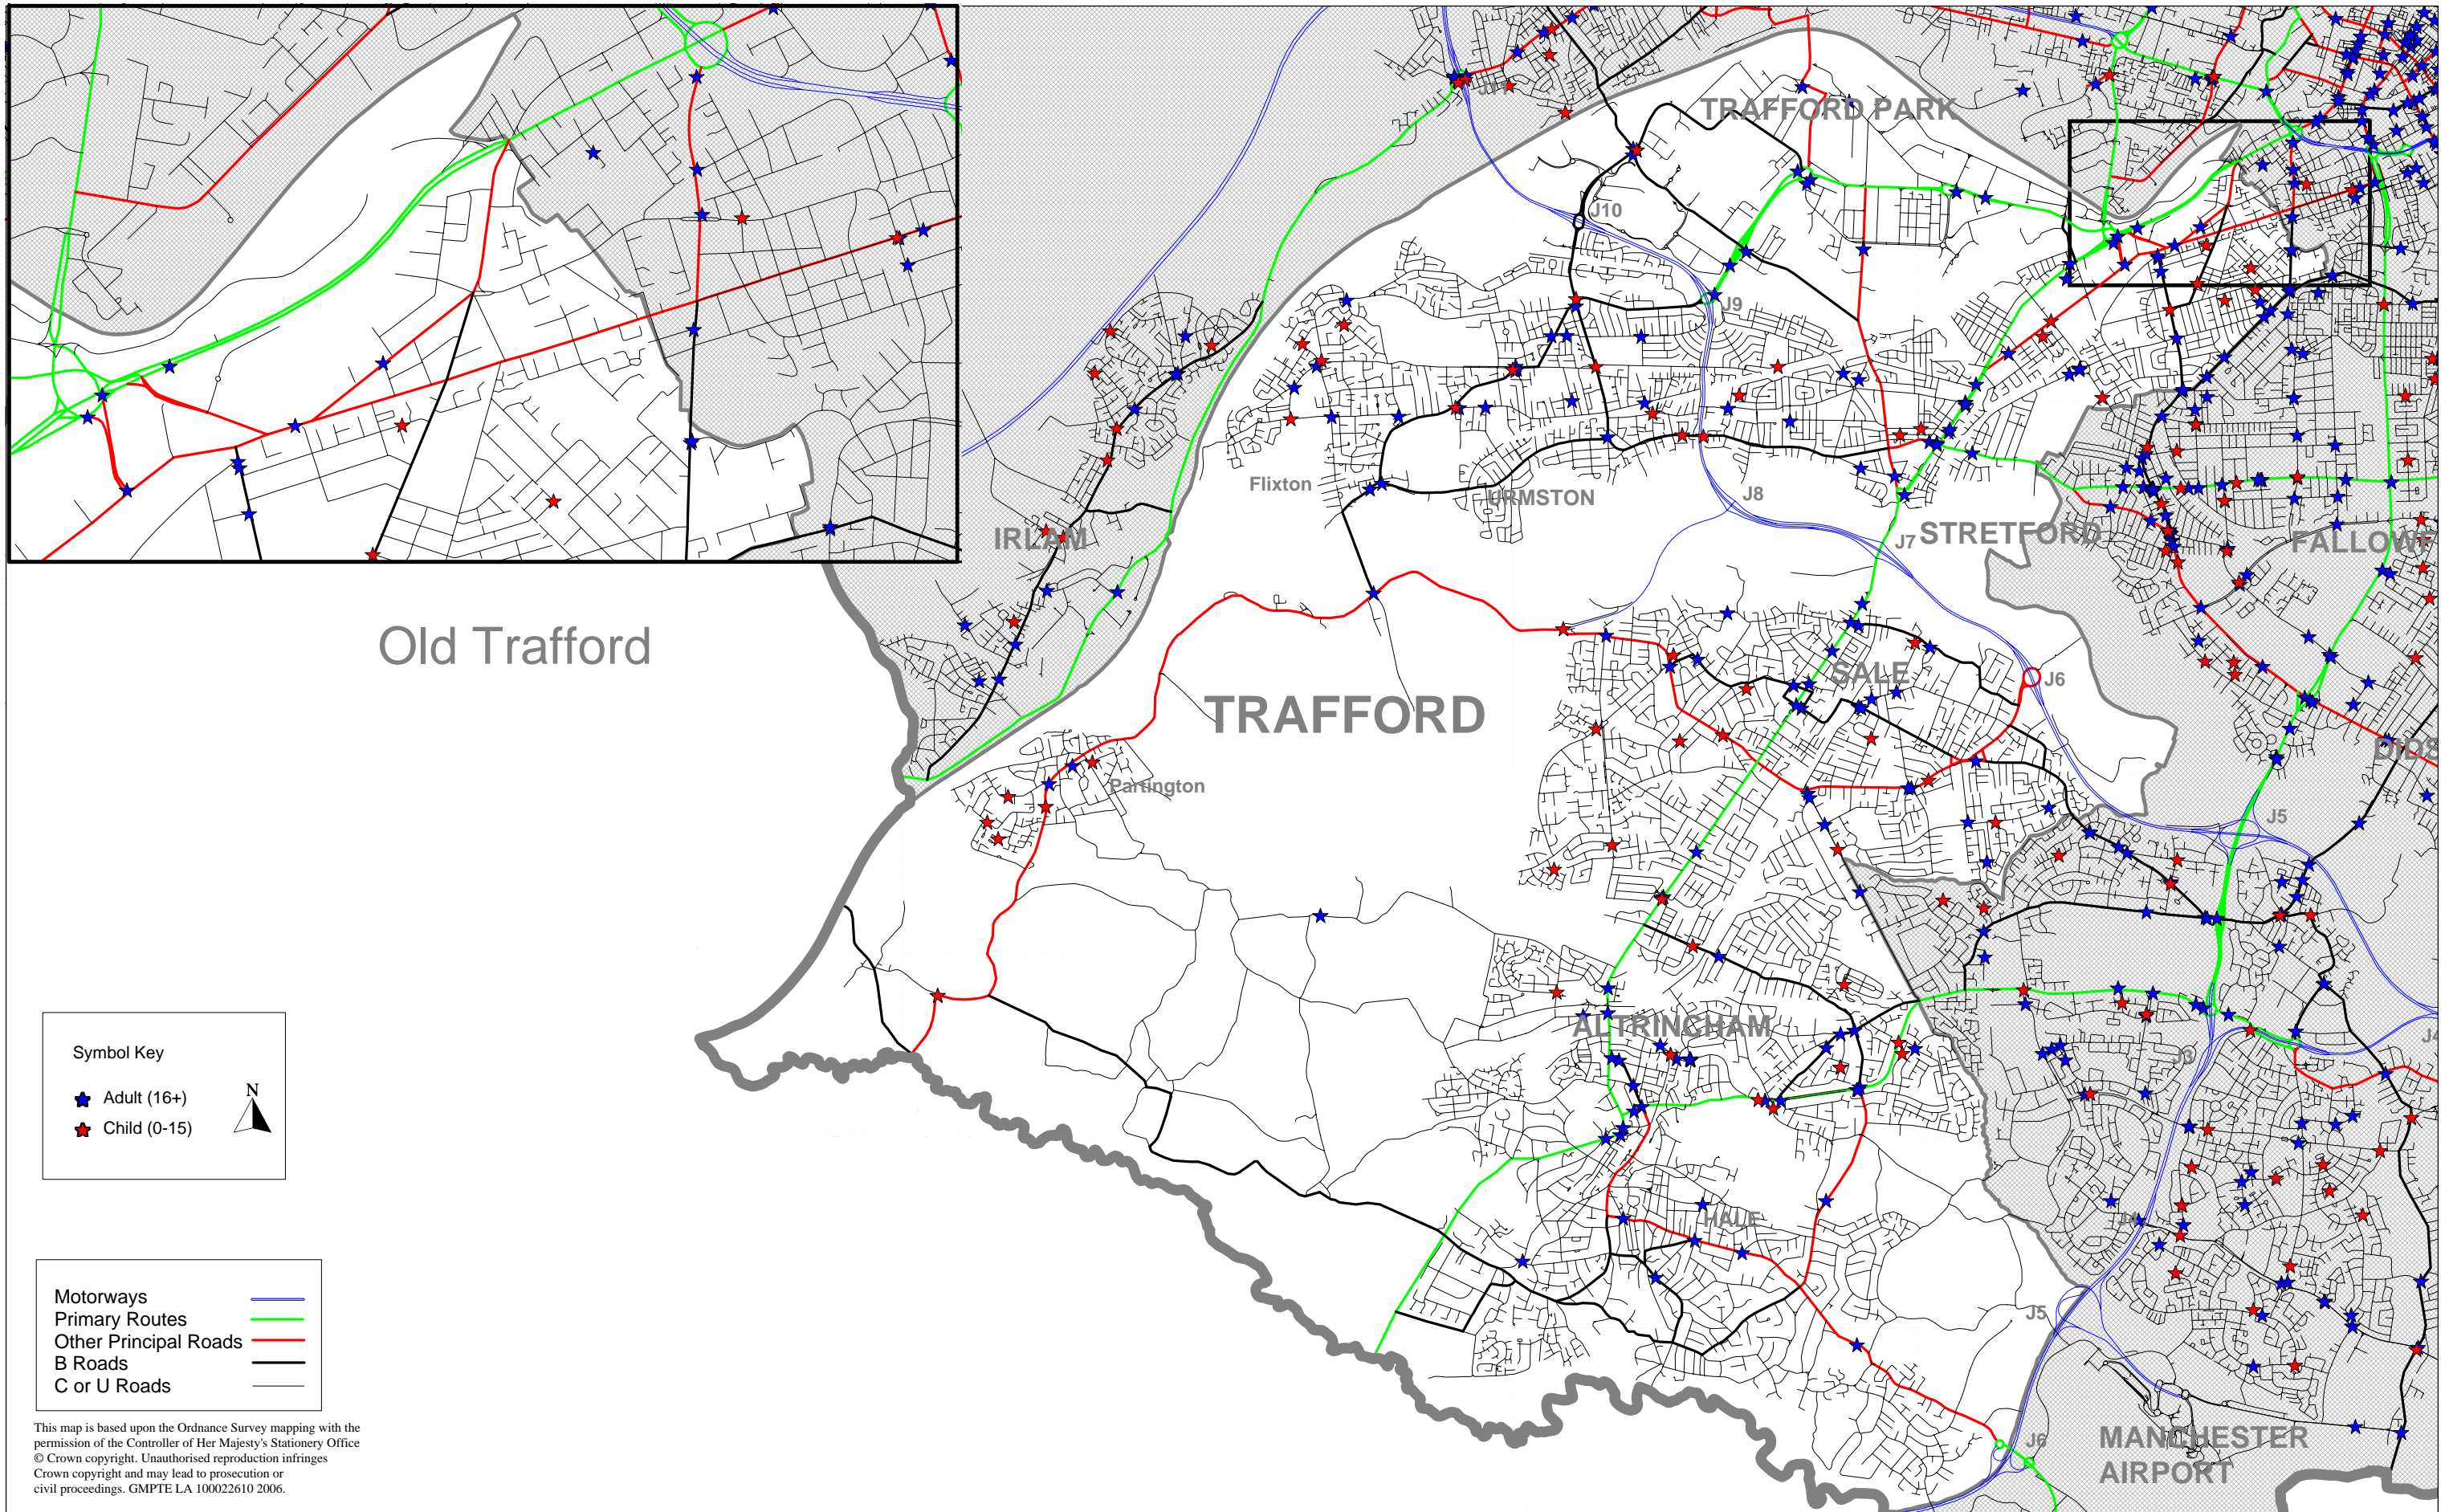 TRAFFORD PARK
J10
J9
Flixton
URMSTON
J8
IRLAM
J7
STRETFORD
Old Trafford
SALE
J6
TRAFFORD
Partington
J5
Symbol Key
Adult (16+)
Child (0-15)
N
ALTRINCHAM
J3
HALE
J4
J5
Motorways
Primary Routes
Other Principal Roads
B Roads
C or U Roads
J6
MANCHESTER
AIRPORT
This map is based upon the Ordnance Survey mapping with the
permission of the Controller of Her Majesty's Stationery Office
© Crown copyright. Unauthorised reproduction infringes
Crown copyright and may lead to prosecution or
civil proceedings. GMPTE LA 100022610 2006.